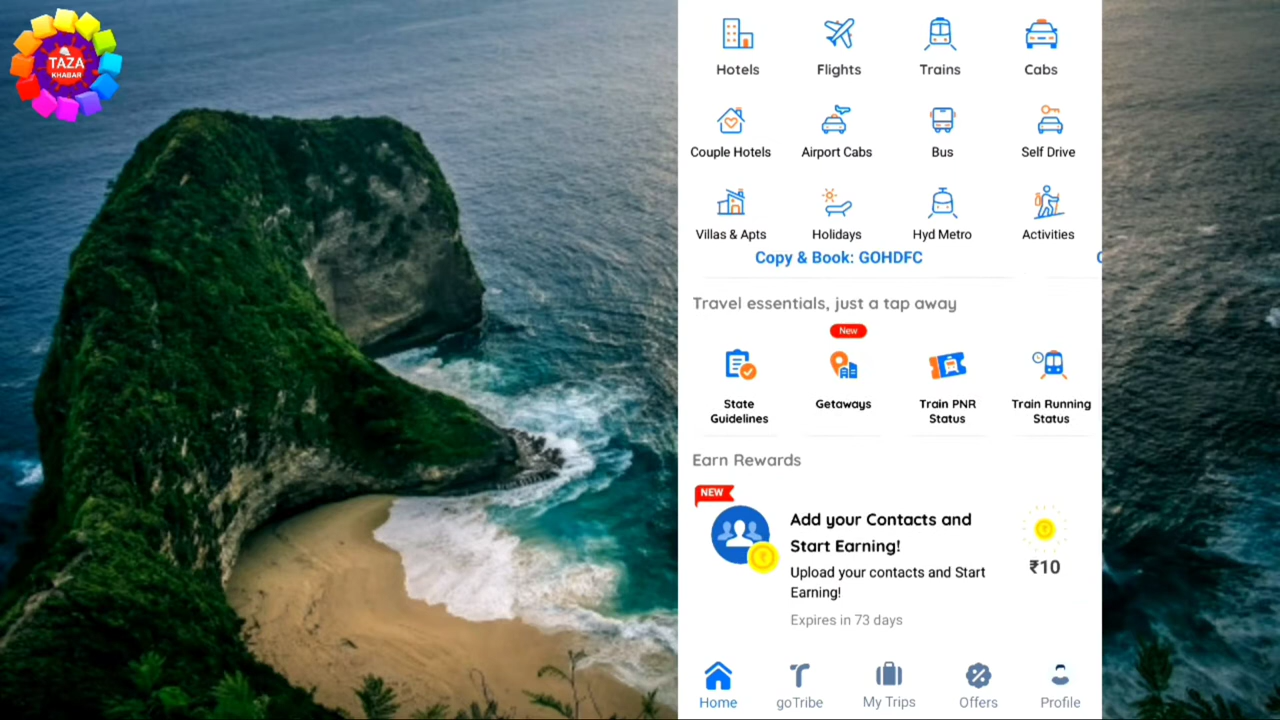 TAZA
KHABAR
Hotels
Flights
Trains
Cabs
Couple Hotels
Airport Cabs
Bus
Self Drive
Villas & Apts
Holidays
Hyd Metro
Activities
Copy & Book: GOHDFC
Travel essentials, just a tap away
New
State
Guidelines
Getaways
Train PNR
Status
Train Running
Status
Earn Rewards
NEW
Add your Contacts and
Start Earning!
₹10
Upload your contacts and Start
Earning!
Expires in 73 days
Home
goTribe
My Trips
Offers
Profile